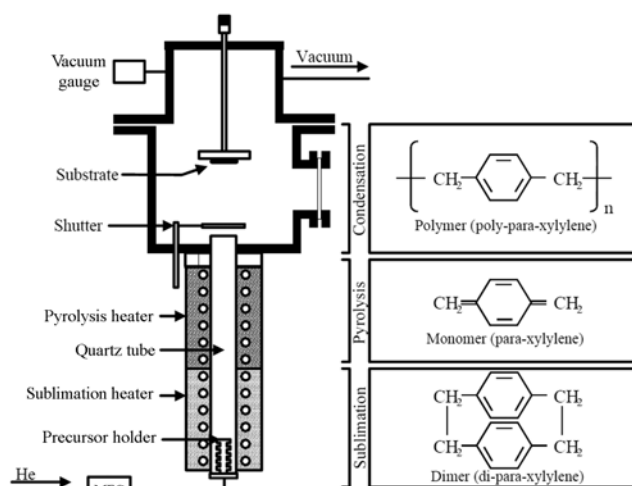 Vacuum
gauge
Vacuum
Substrate
Shutter
Pyrolysis heater
Quartz tube
Sublimation heater
Precursor holder
He
Condensation
CH₂
CH₂
n
Polymer (poly-para-xylylene)
Pyrolysis
CH₂
CH₂
Monomer (para-xylylene)
Sublimation
CH₂
CH₂
CH₂
CH₂
Dimer (di-para-xylylene)